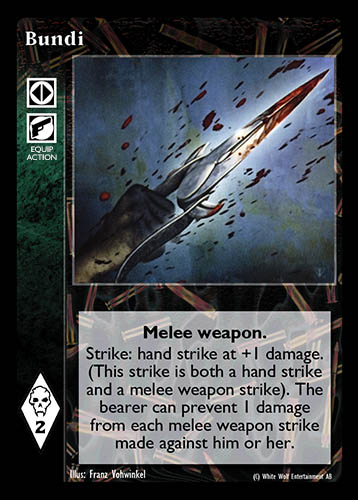 Bundi
EQUIP
ACTION
Melee weapon.
Strike: hand strike at +1 damage.
(This strike is both a hand strike
and a melee weapon strike). The
bearer can prevent 1 damage
from each melee weapon strike
made against him or her.
2
Illus: Franz Vohwinkel
(C) White Wolf Entertainment AB